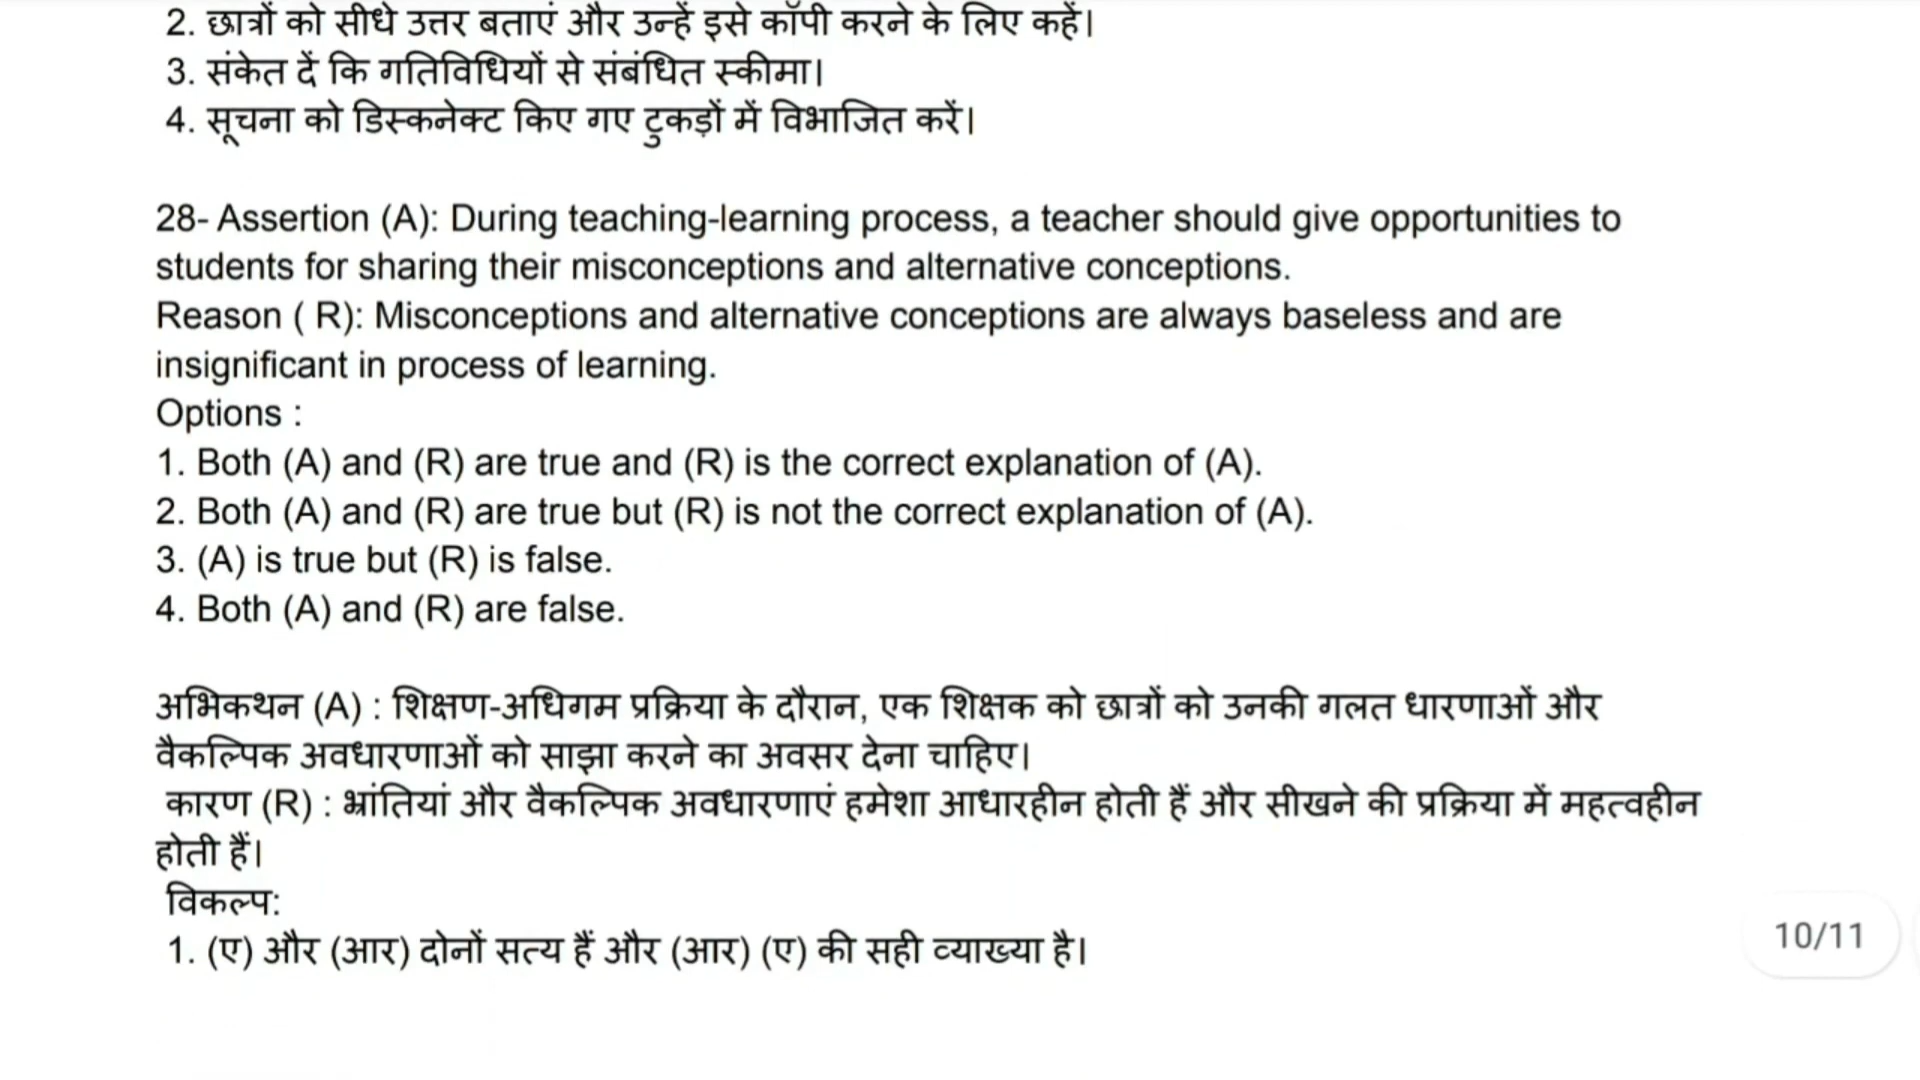 2. छात्रों को सीधे उत्तर बताएं और उन्हें इसे कॉपी करने के लिए कहें।
3. संकेत दें कि गतिविधियों से संबंधित स्कीमा।
4. सूचना को डिस्कनेक्ट किए गए टुकड़ों में विभाजित करें।
28- Assertion (A): During teaching-learning process, a teacher should give opportunities to
students for sharing their misconceptions and alternative conceptions.
Reason ( R): Misconceptions and alternative conceptions are always baseless and are
insignificant in process of learning.
Options :
1. Both (A) and (R) are true and (R) is the correct explanation of (A).
2. Both (A) and (R) are true but (R) is not the correct explanation of (A).
3. (A) is true but (R) is false.
4. Both (A) and (R) are false.
अभिकथन (A) : शिक्षण-अधिगम प्रक्रिया के दौरान, एक शिक्षक को छात्रों को उनकी गलत धारणाओं और
वैकल्पिक अवधारणाओं को साझा करने का अवसर देना चाहिए।
कारण (R) : भ्रांतियां और वैकल्पिक अवधारणाएं हमेशा आधारहीन होती हैं और सीखने की प्रक्रिया में महत्वहीन
होती हैं।
विकल्प:
1. (ए) और (आर) दोनों सत्य हैं और (आर) (ए) की सही व्याख्या है।
10/11